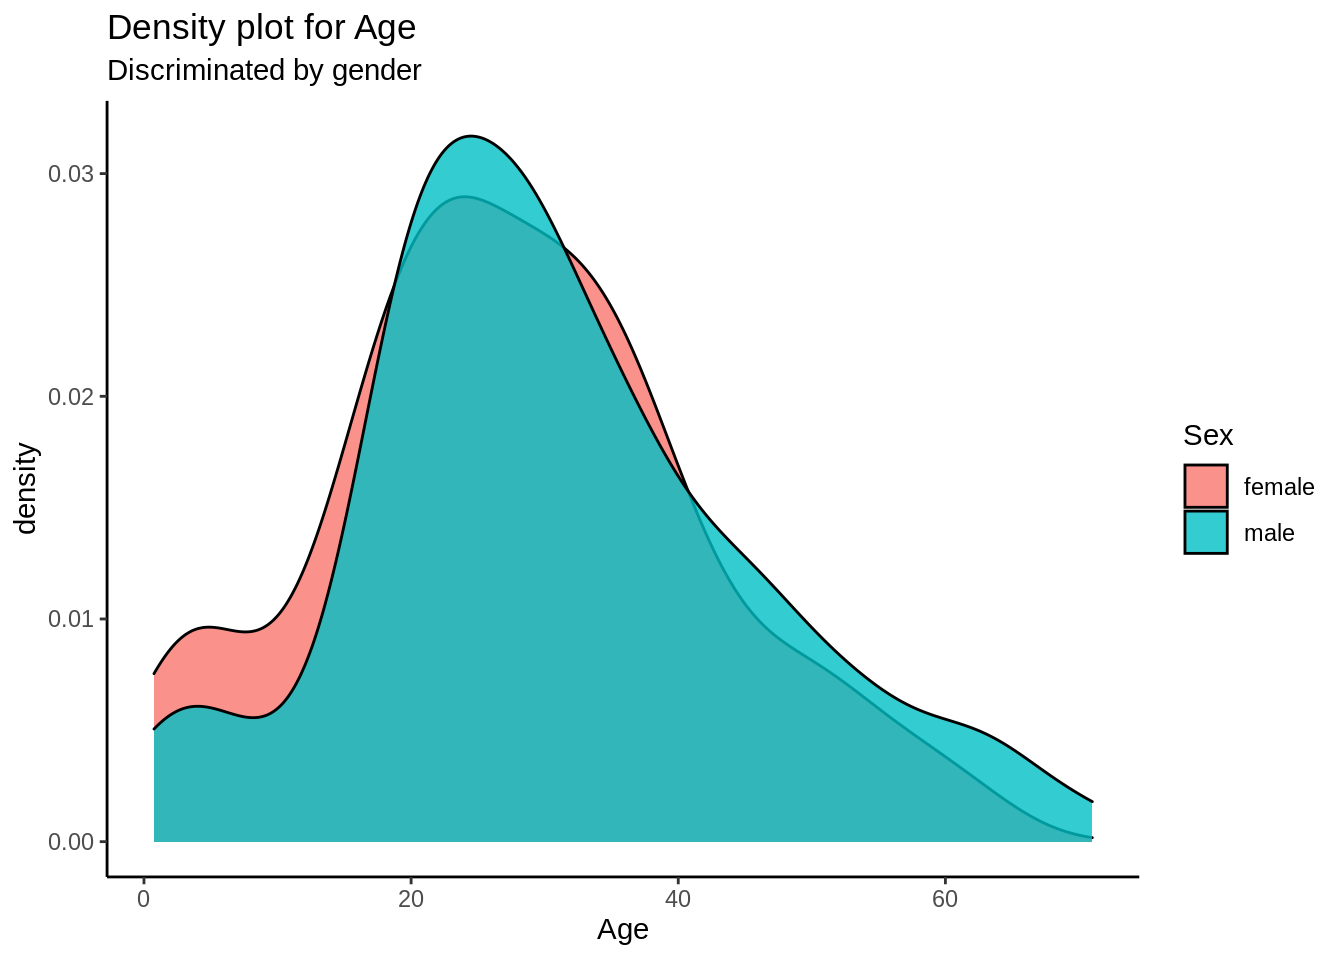 Density plot for Age
Discriminated by gender
0.03
0.02
0.01
0.00
density
0
20
40
60
Age
Sex
female
male